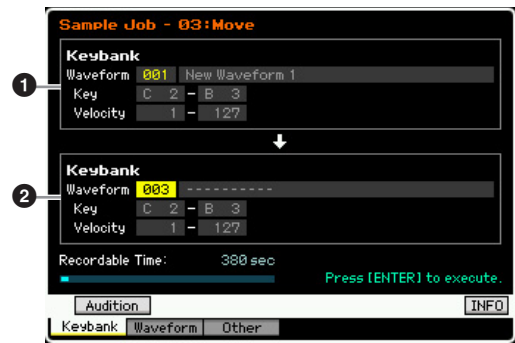 Sample Job - 03:Move
1
Keybank
Waveform 001 New Waveform 1
Key C 2 - B 3
Velocity 1 - 127
2
Keybank
Waveform 003 ----------
Key C 2 - B 3
Velocity 1 - 127
Recordable Time: 380 sec
Press [ENTER] to execute.
Audition INFO
Keybank Waveform Other